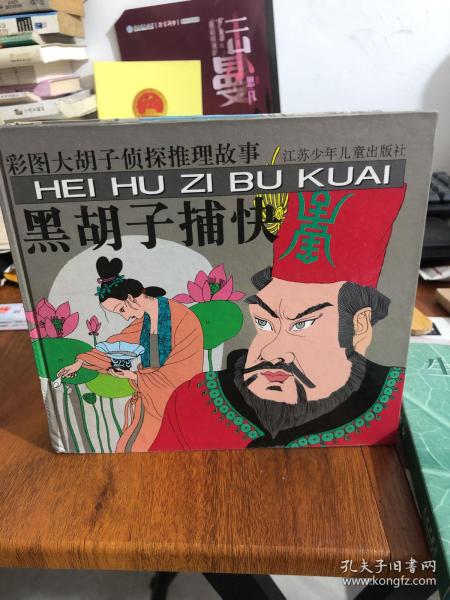 彩图大胡子侦探推理故事 江苏少年儿童出版社
HEI HU ZI BU KUAI
黑胡子捕快
孔夫子旧书网
www.kongfz.com